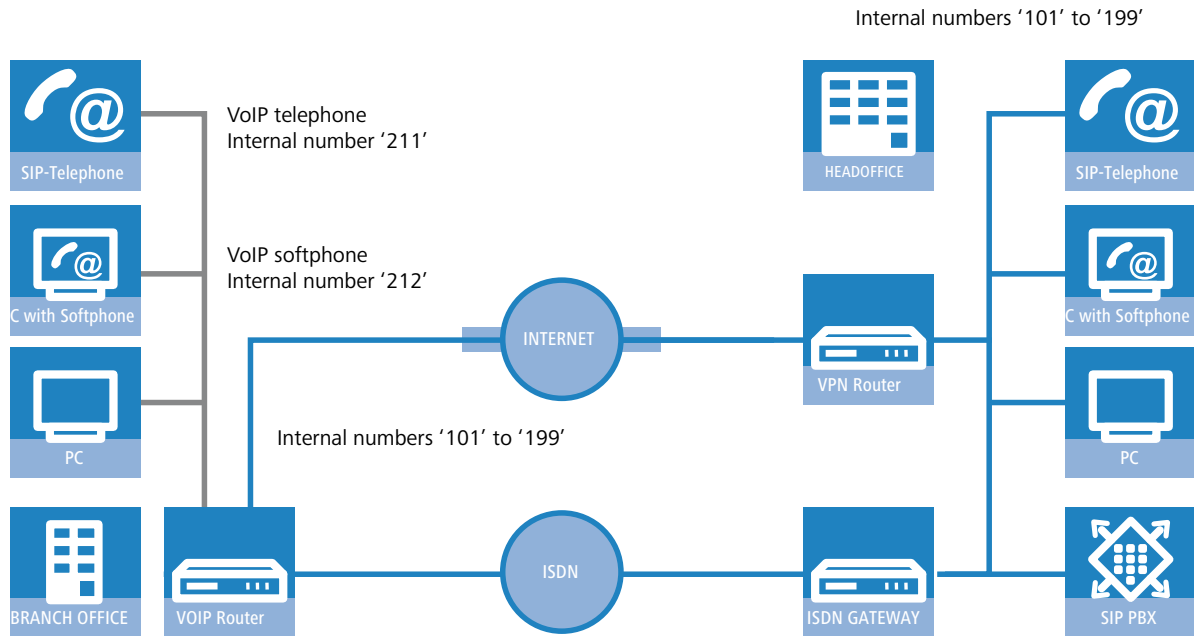 Internal numbers ‘101’ to ‘199’
SIP-Telephone
VoIP telephone
Internal number ‘211’
HEADOFFICE
SIP-Telephone
C with Softphone
VoIP softphone
Internal number ‘212’
INTERNET
VPN Router
C with Softphone
PC
Internal numbers ‘101’ to ‘199’
PC
BRANCH OFFICE
VOIP Router
ISDN
ISDN GATEWAY
SIP PBX